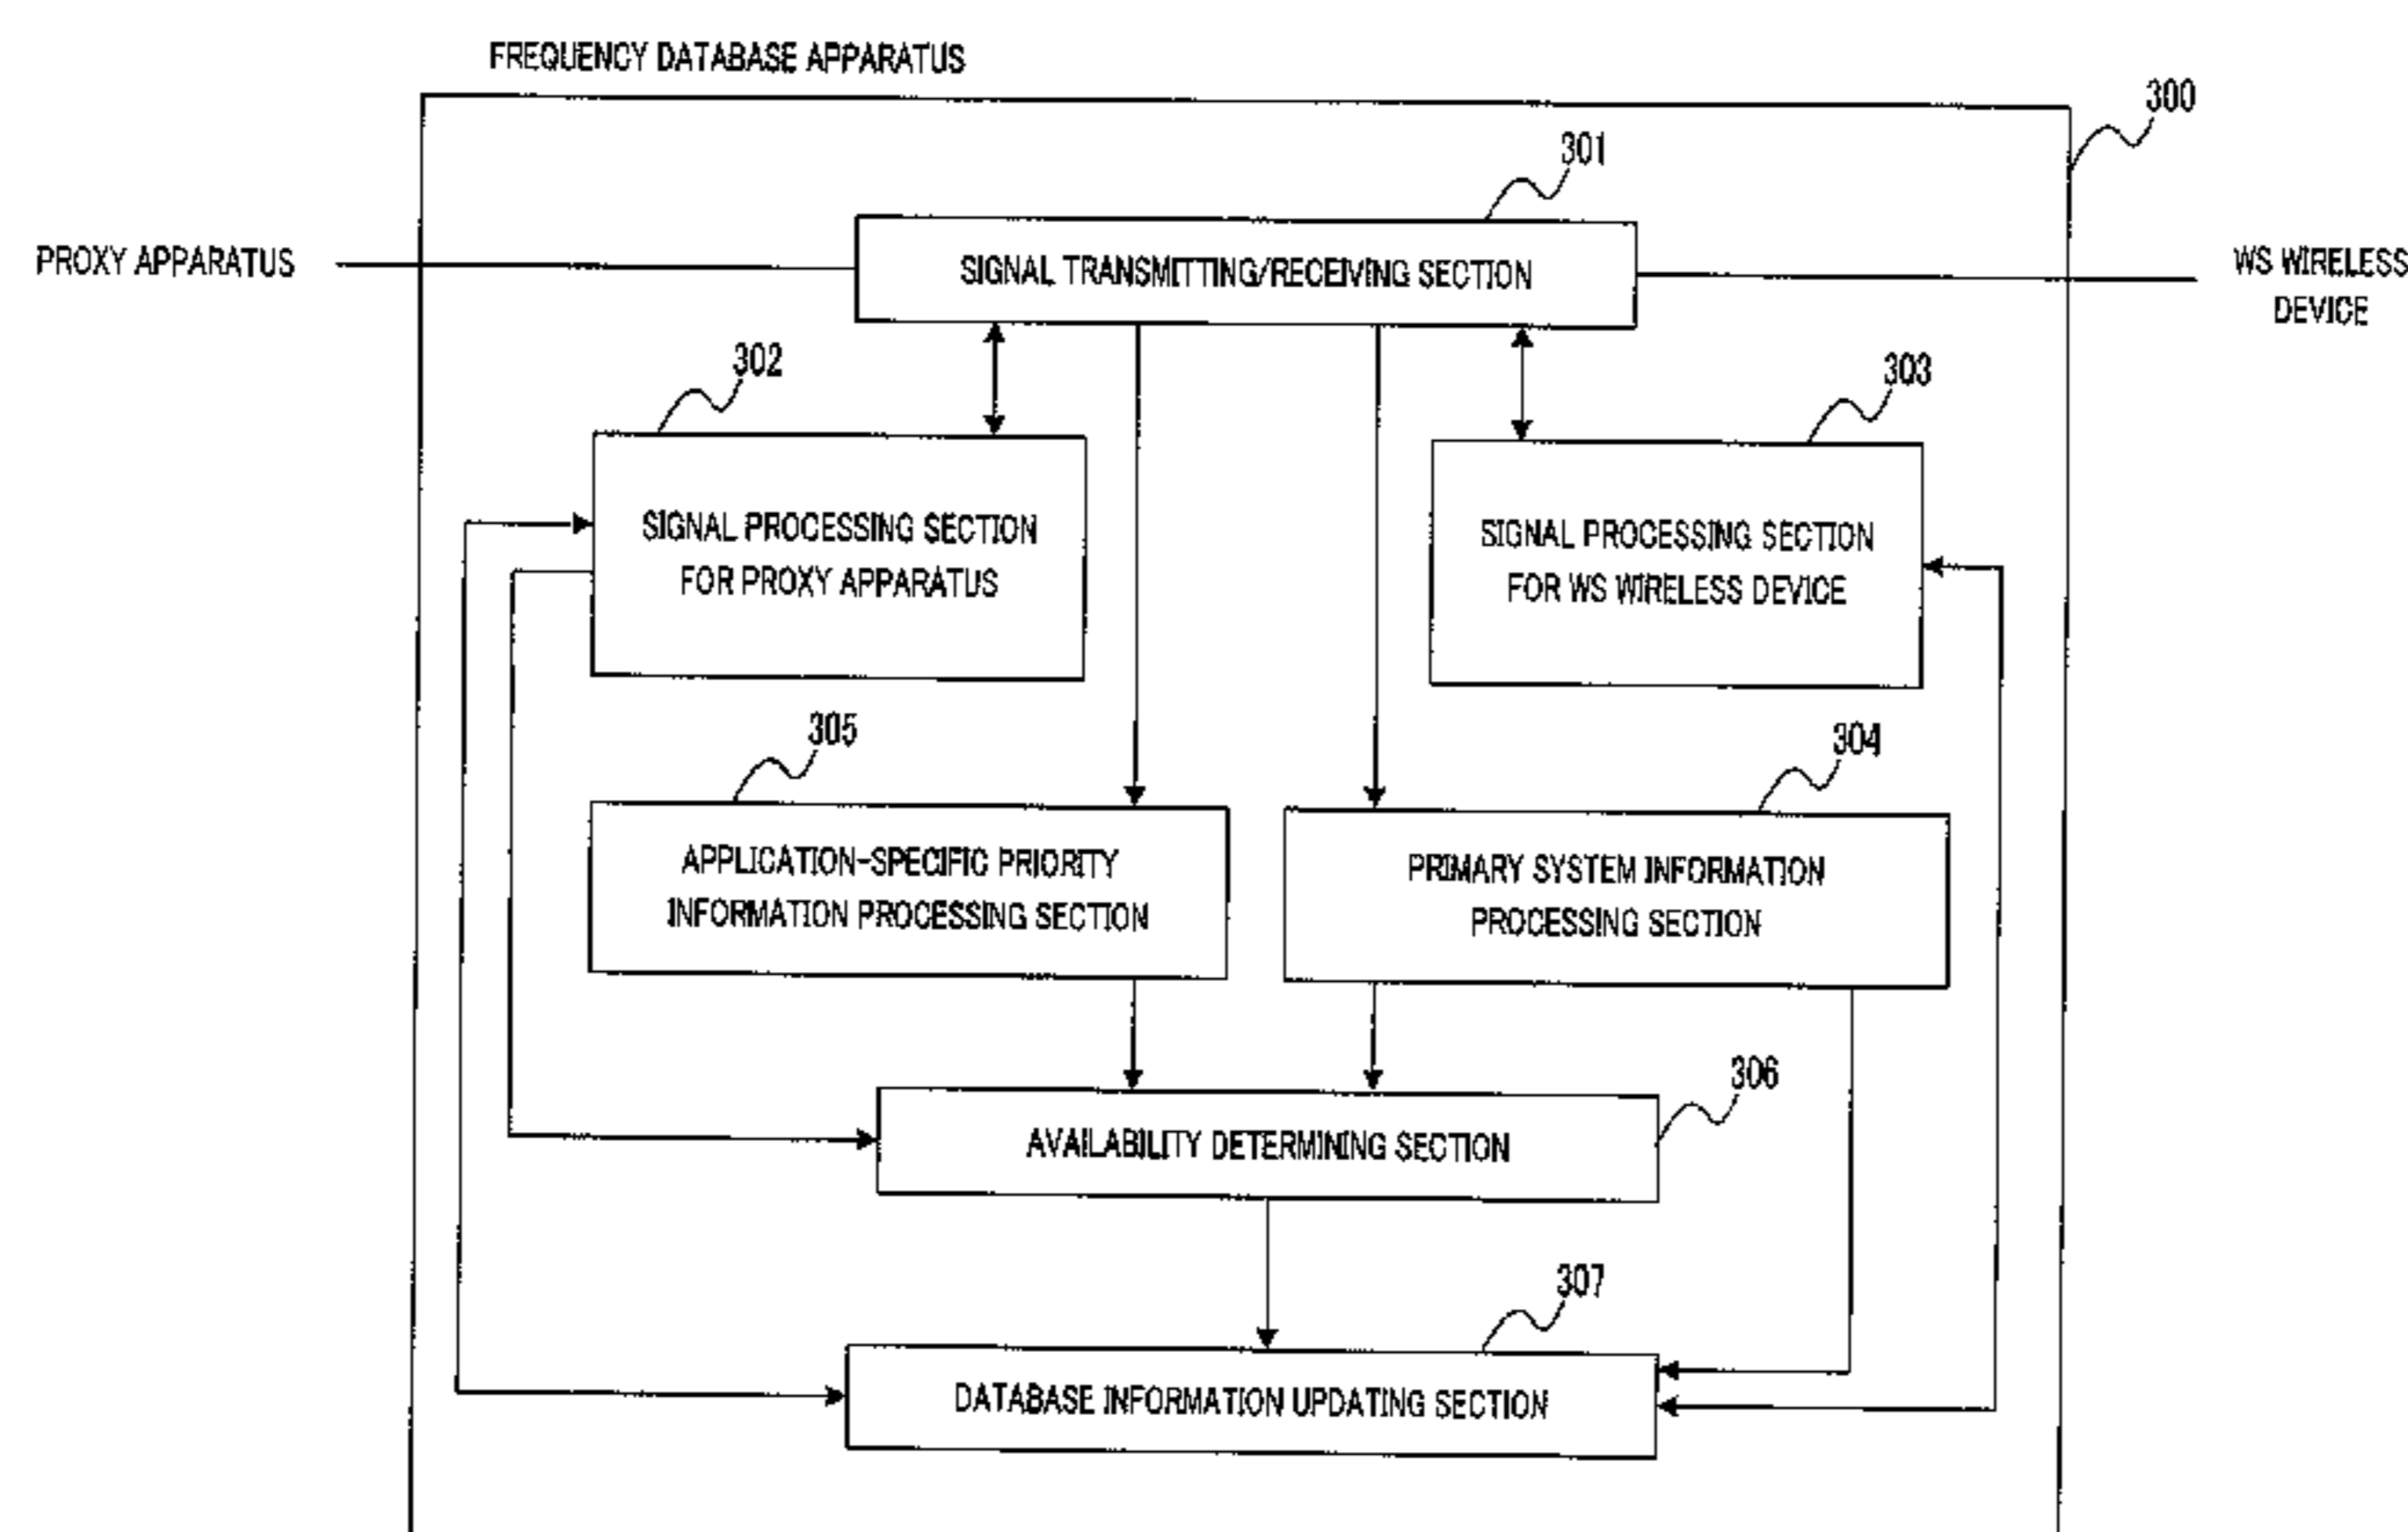 FREQUENCY DATABASE APPARATUS
300
301
PROXY APPARATUS
SIGNAL TRANSMITTING/RECEIVING SECTION
WS WIRELESS
DEVICE
302
303
SIGNAL PROCESSING SECTION
FOR PROXY APPARATUS
SIGNAL PROCESSING SECTION
FOR WS WIRELESS DEVICE
305
304
APPLICATION-SPECIFIC PRIORITY
INFORMATION PROCESSING SECTION
PRIMARY SYSTEM INFORMATION
PROCESSING SECTION
306
AVAILABILITY DETERMINING SECTION
307
DATABASE INFORMATION UPDATING SECTION